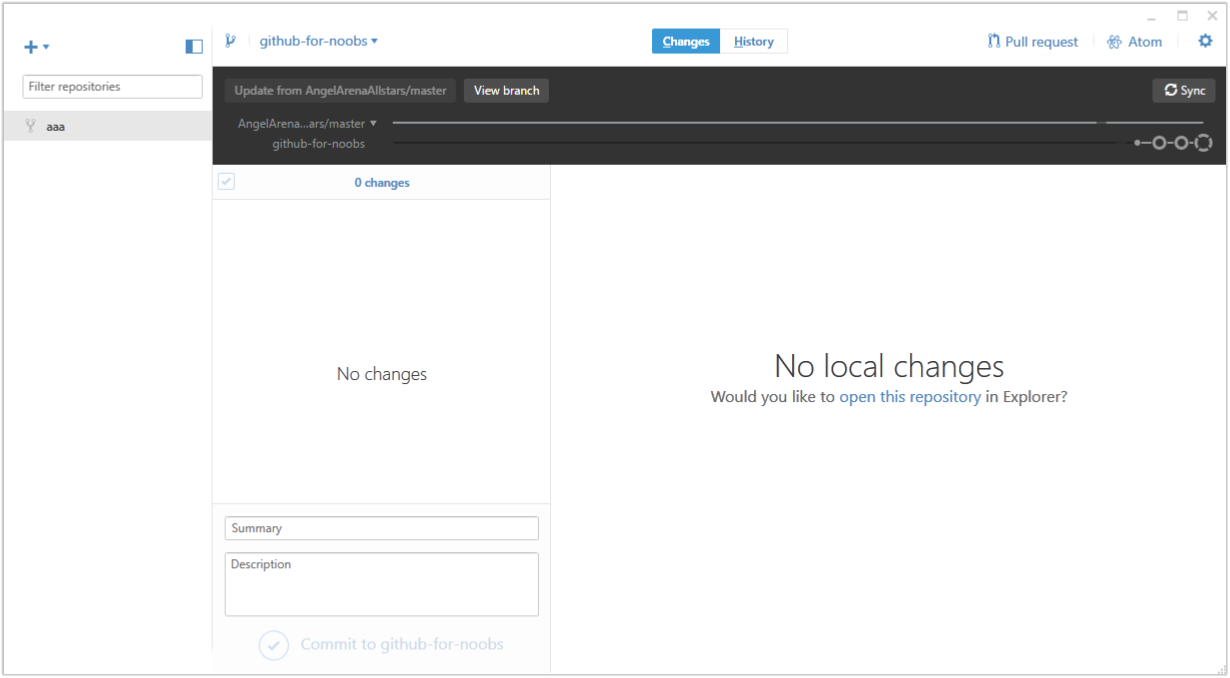 github-for-noobs
Changes
History
Pull request
Atom
Filter repositories
aaa
Update from AngelArenaAllstars/master
View branch
Sync
AngelArena...ars/master
github-for-noobs
0 changes
No changes
No local changes
Would you like to open this repository in Explorer?
Summary
Description
Commit to github-for-noobs